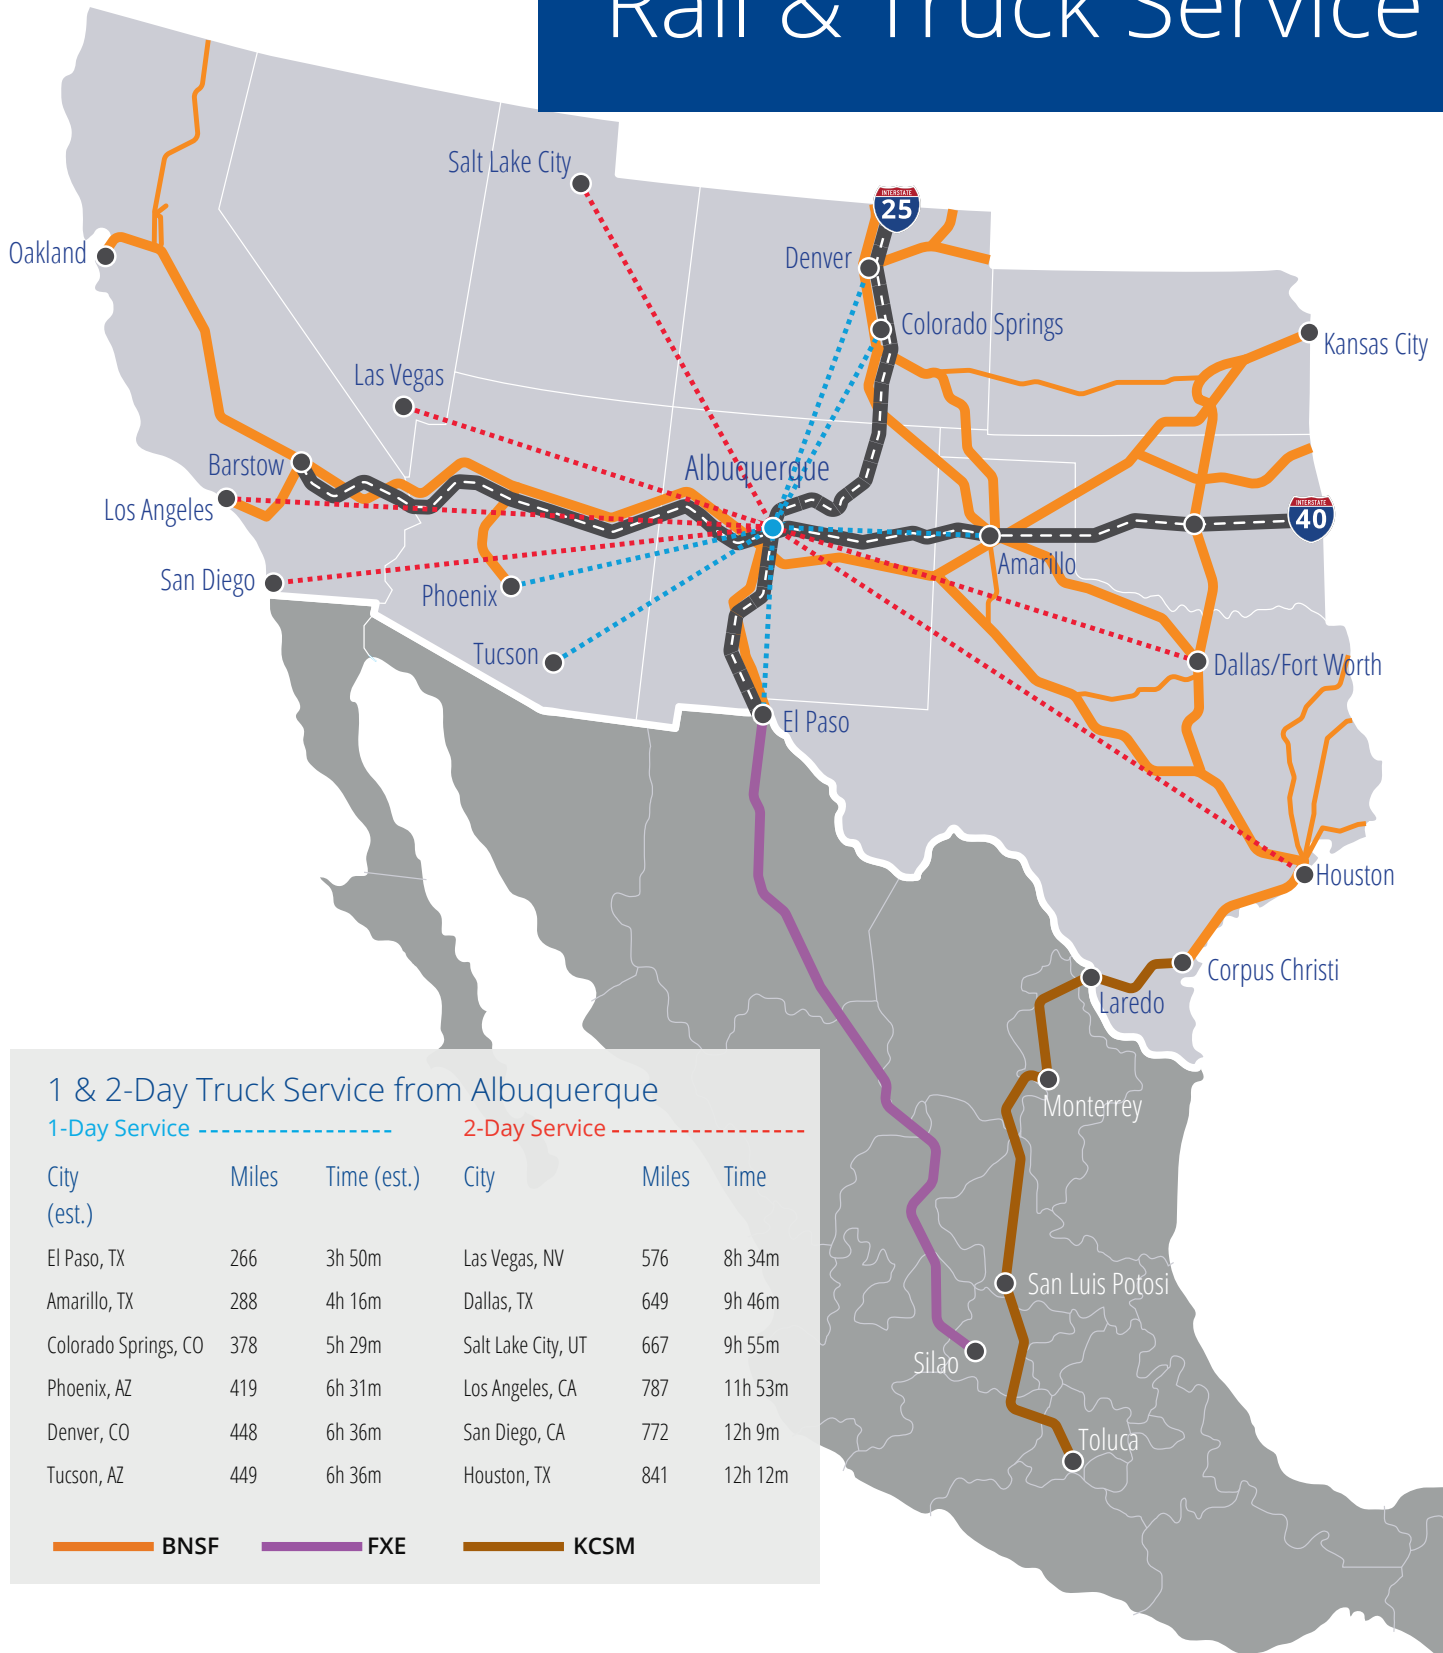 Rail & Truck Service
INTERSTATE
25
Salt Lake City
Oakland
Denver
Colorado Springs
Kansas City
Las Vegas
Barstow
Albuquerque
Los Angeles
INTERSTATE
40
San Diego
Phoenix
Amarillo
Tucson
Dallas/Fort Worth
El Paso
Houston
Corpus Christi
Laredo
Monterrey
San Luis Potosi
Silao
Toluca
1 & 2-Day Truck Service from Albuquerque
1-Day Service 2-Day Service
City Miles Time (est.) City Miles Time
(est.)
El Paso, TX 266 3h 50m Las Vegas, NV 576 8h 34m
Amarillo, TX 288 4h 16m Dallas, TX 649 9h 46m
Colorado Springs, CO 378 5h 29m Salt Lake City, UT 667 9h 55m
Phoenix, AZ 419 6h 31m Los Angeles, CA 787 11h 53m
Denver, CO 448 6h 36m San Diego, CA 772 12h 9m
Tucson, AZ 449 6h 36m Houston, TX 841 12h 12m
BNSF FXE KCSM